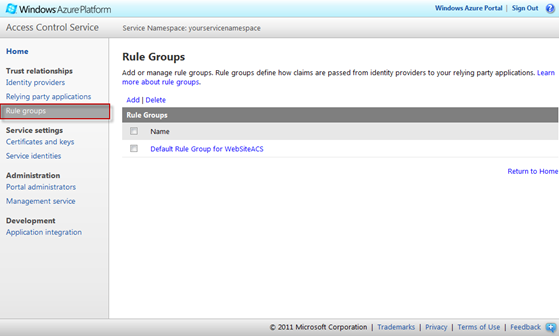 Windows Azure Platform
Windows Azure Portal | Sign Out ?
Access Control Service
Service Namespace: yourservicenamespace
Home
Trust relationships
Identity providers
Relying party applications
Rule groups
Service settings
Certificates and keys
Service identities
Administration
Portal administrators
Management service
Development
Application integration
Rule Groups
Add or manage rule groups. Rule groups define how claims are passed from identity providers to your relying party applications. Learn
more about rule groups.
Add | Delete
Rule Groups
Name
Default Rule Group for WebSiteACS
Return to Home
© 2011 Microsoft Corporation | Trademarks | Privacy | Terms of Use | Feedback